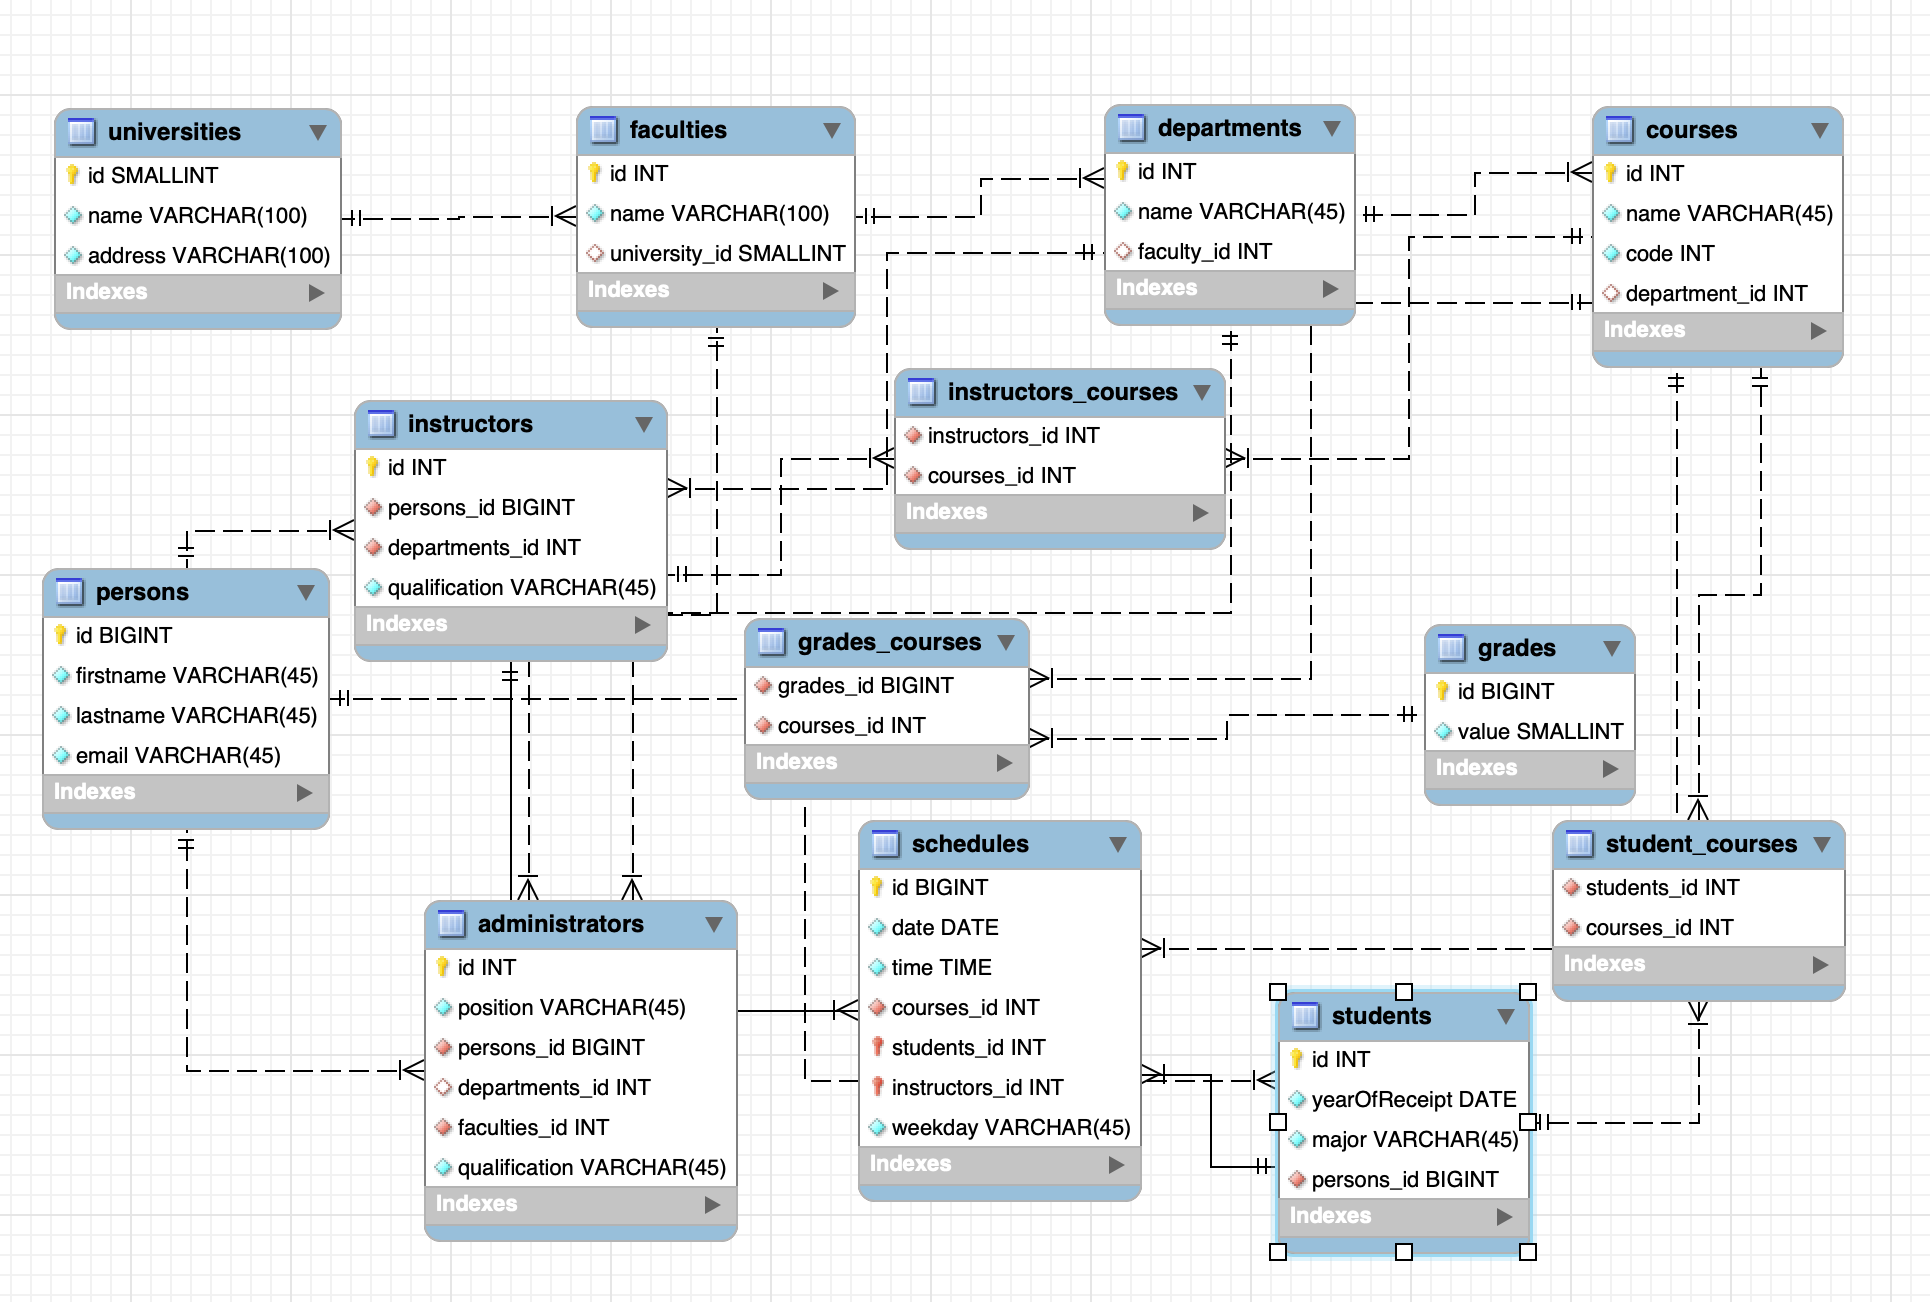 universities
id SMALLINT
name VARCHAR(100)
address VARCHAR(100)
Indexes
faculties
id INT
name VARCHAR(100)
university_id SMALLINT
Indexes
departments
id INT
name VARCHAR(45)
faculty_id INT
Indexes
courses
id INT
name VARCHAR(45)
code INT
department_id INT
Indexes
instructors
id INT
persons_id BIGINT
departments_id INT
qualification VARCHAR(45)
Indexes
instructors_courses
instructors_id INT
courses_id INT
Indexes
persons
id BIGINT
firstname VARCHAR(45)
lastname VARCHAR(45)
email VARCHAR(45)
Indexes
grades_courses
grades_id BIGINT
courses_id INT
Indexes
grades
id BIGINT
value SMALLINT
Indexes
administrators
id INT
position VARCHAR(45)
persons_id BIGINT
departments_id INT
faculties_id INT
qualification VARCHAR(45)
Indexes
schedules
id BIGINT
date DATE
time TIME
courses_id INT
students_id INT
instructors_id INT
weekday VARCHAR(45)
Indexes
student_courses
students_id INT
courses_id INT
Indexes
students
id INT
yearOfReceipt DATE
major VARCHAR(45)
persons_id BIGINT
Indexes